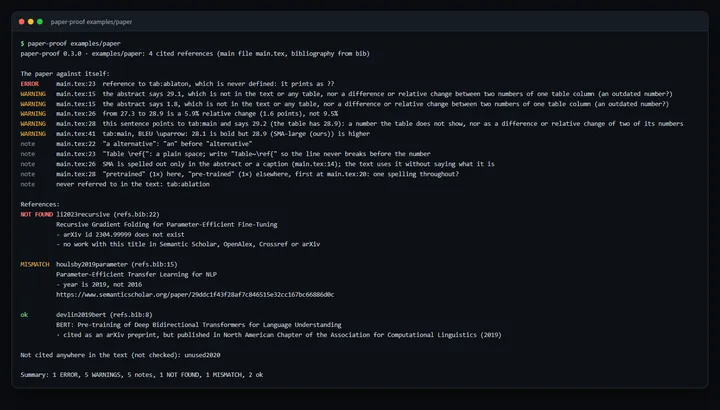 paper-proof examples/paper
$ paper-proof examples/paper
paper-proof 0.3.0 · examples/paper: 4 cited references (main file main.tex, bibliography from bib)
The paper against itself:
ERROR main.tex:23 reference to tab:ablaton, which is never defined: it prints as ??
WARNING main.tex:15 the abstract says 29.1, which is not in the text or any table, nor a difference or relative change between two numbers of one table column (an outdated number?)
WARNING main.tex:15 the abstract says 1.8, which is not in the text or any table, nor a difference or relative change between two numbers of one table column (an outdated number?)
WARNING main.tex:26 from 27.3 to 28.9 is a 5.9% relative change (1.6 points), not 9.5%
WARNING main.tex:28 this sentence points to tab:main and says 29.2 (the table has 28.9): a number the table does not show, nor as a difference or relative change of two of its numbers
WARNING main.tex:41 tab:main, BLEU \uparrow: 28.1 is bold but 28.9 (SMA-large (ours)) is higher
note main.tex:22 "a alternative": "an" before "alternative"
note main.tex:23 "Table \ref{": a plain space; write "Table~\ref{" so the line never breaks before the number
note main.tex:26 SMA is spelled out only in the abstract or a caption (main.tex:14); the text uses it without saying what it is
note main.tex:28 "pretrained" (1×) here, "pre-trained" (1×) elsewhere, first at main.tex:20: one spelling throughout?
note never referred to in the text: tab:ablation
References:
NOT FOUND li2023recursive (refs.bib:22)
Recursive Gradient Folding for Parameter-Efficient Fine-Tuning
- arXiv id 2304.99999 does not exist
- no work with this title in Semantic Scholar, OpenAlex, Crossref or arXiv
MISMATCH houlsby2019parameter (refs.bib:15)
Parameter-Efficient Transfer Learning for NLP
- year is 2019, not 2016
https://www.semanticscholar.org/paper/29ddc1f43f28af7c846515e32cc167bc66886d0c
ok devlin2019bert (refs.bib:8)
BERT: Pre-training of Deep Bidirectional Transformers for Language Understanding
· cited as an arXiv preprint, but published in North American Chapter of the Association for Computational Linguistics (2019)
Not cited anywhere in the text (not checked): unused2020
Summary: 1 ERROR, 5 WARNINGS, 5 notes, 1 NOT FOUND, 1 MISMATCH, 2 ok